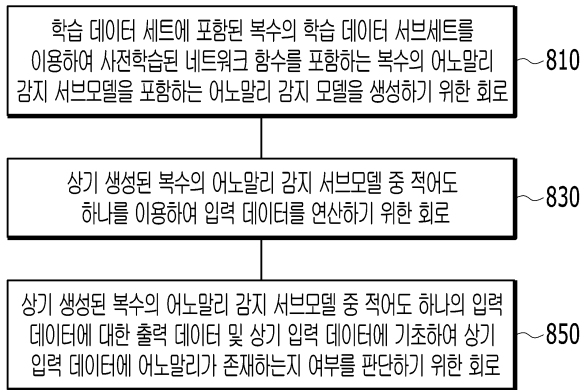 학습 데이터 세트에 포함된 복수의 학습 데이터 서브세트를
이용하여 사전학습된 네트워크 함수를 포함하는 복수의 어노말리
감지 서브모델을 포함하는 어노말리 감지 모델을 생성하기 위한 회로
810
상기 생성된 복수의 어노말리 감지 서브모델 중 적어도
하나를 이용하여 입력 데이터를 연산하기 위한 회로
830
상기 생성된 복수의 어노말리 감지 서브모델 중 적어도 하나의 입력
데이터에 대한 출력 데이터 및 상기 입력 데이터에 기초하여 상기
입력 데이터에 어노말리가 존재하는지 여부를 판단하기 위한 회로
850